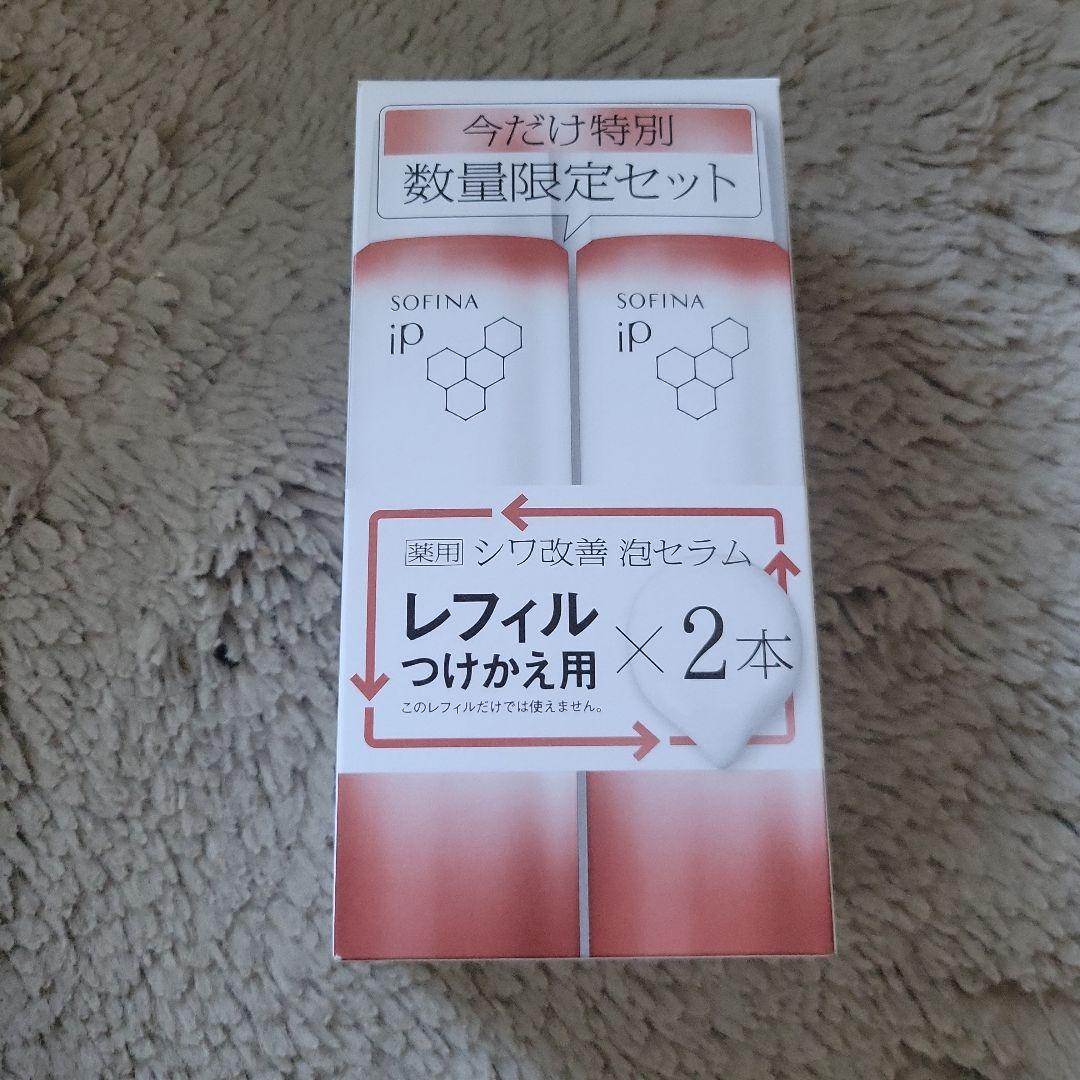 今だけ特別
数量限定セット
SOFINA
iP
SOFINA
iP
薬用 シワ改善 泡セラム
レフィル
つけかえ用
×2本
このレフィルだけでは使えません。